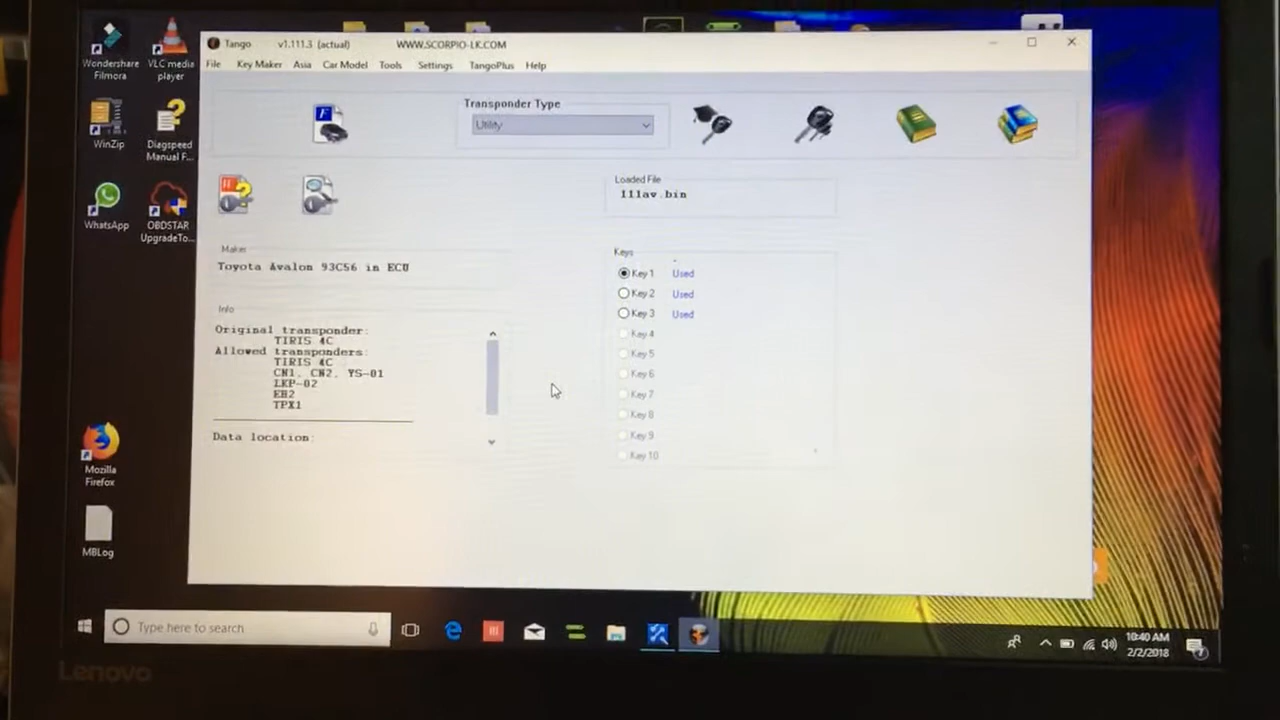 Tango v1.111.3 (actual) WWW.SCORPIO-LK.COM
File Key Maker Asia Car Model Tools Settings TangoPlus Help
Transponder Type
Utility
Loaded File
111av.bin
Maker
Toyota Avalon 93C56 in ECU
Info
Original transponder:
TIRIS 4C
Allowed transponders:
TIRIS 4C
CN1, CN2, YS-01
LKP-02
EH2
TPX1
Data location:
Keys
Key 1 Used
Key 2 Used
Key 3 Used
Key 4
Key 5
Key 6
Key 7
Key 8
Key 9
Key 10
Wondershare
Filmora
VLC media
player
WinZip
Diagspeed
Manual F...
WhatsApp
OBDSTAR
UpgradeTo...
Mozilla
Firefox
MBLog
Type here to search
10:40 AM
2/2/2018
Lenovo